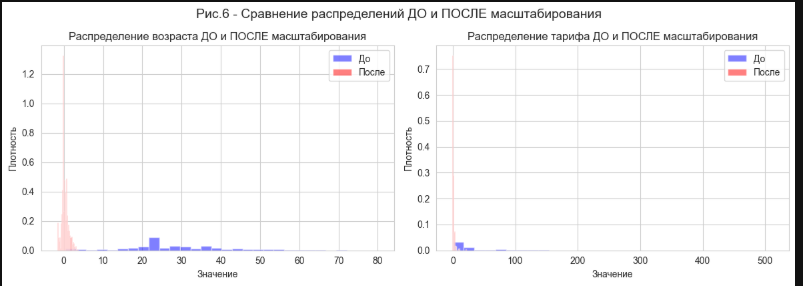 Рис.6 - Сравнение распределений ДО и ПОСЛЕ масштабирования
Распределение возраста ДО и ПОСЛЕ масштабирования
До
После
1.2
1.0
0.8
0.6
0.4
0.2
0.0
Плотность
0 10 20 30 40 50 60 70 80
Значение
Распределение тарифа ДО и ПОСЛЕ масштабирования
До
После
0.7
0.6
0.5
0.4
0.3
0.2
0.1
0.0
Плотность
0 100 200 300 400 500
Значение